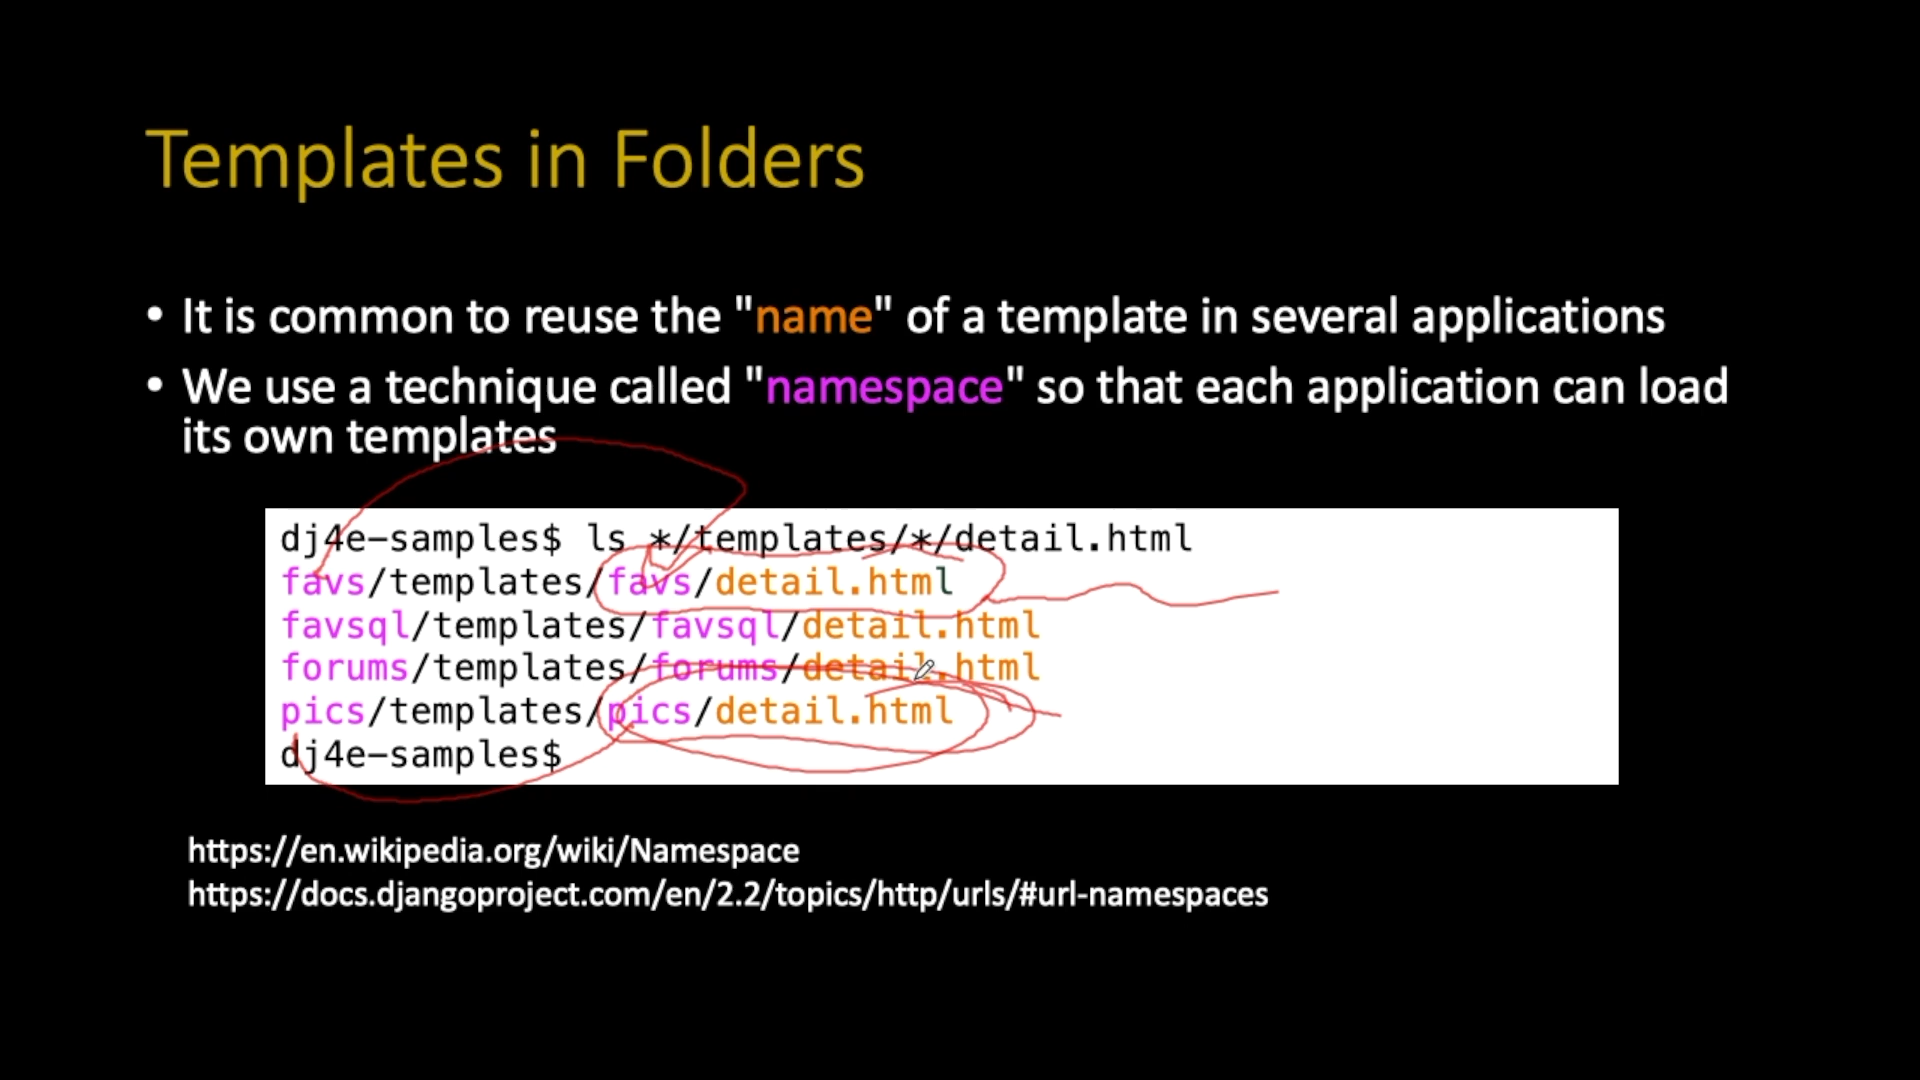 Templates in Folders
• It is common to reuse the "name" of a template in several applications
• We use a technique called "namespace" so that each application can load
its own templates
dj4e-samples$ ls */templates/*/detail.html
favs/templates/favs/detail.html
favsql/templates/favsql/detail.html
forums/templates/forums/detail.html
pics/templates/pics/detail.html
dj4e-samples$
https://en.wikipedia.org/wiki/Namespace
https://docs.djangoproject.com/en/2.2/topics/http/urls/#url-namespaces